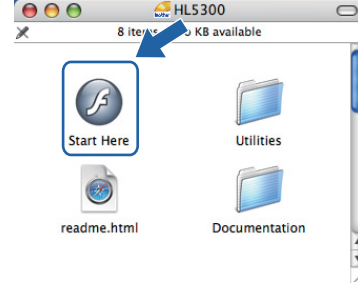 HL5300
8 items KB available
Start Here
Utilities
readme.html
Documentation